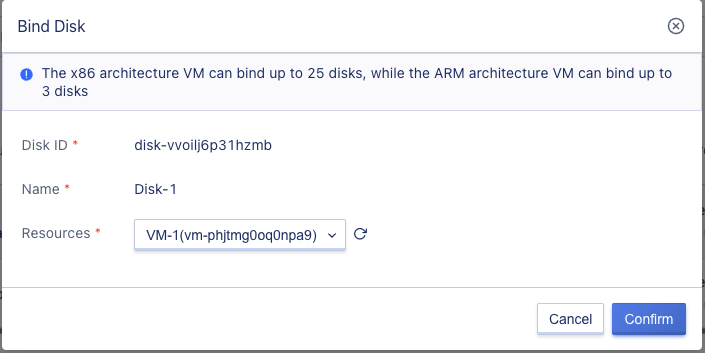 Bind Disk
The x86 architecture VM can bind up to 25 disks, while the ARM architecture VM can bind up to
3 disks
Disk ID * disk-vvoilj6p31hzmb
Name * Disk-1
Resources * VM-1(vm-phjtmg0oq0npa9)
Cancel Confirm